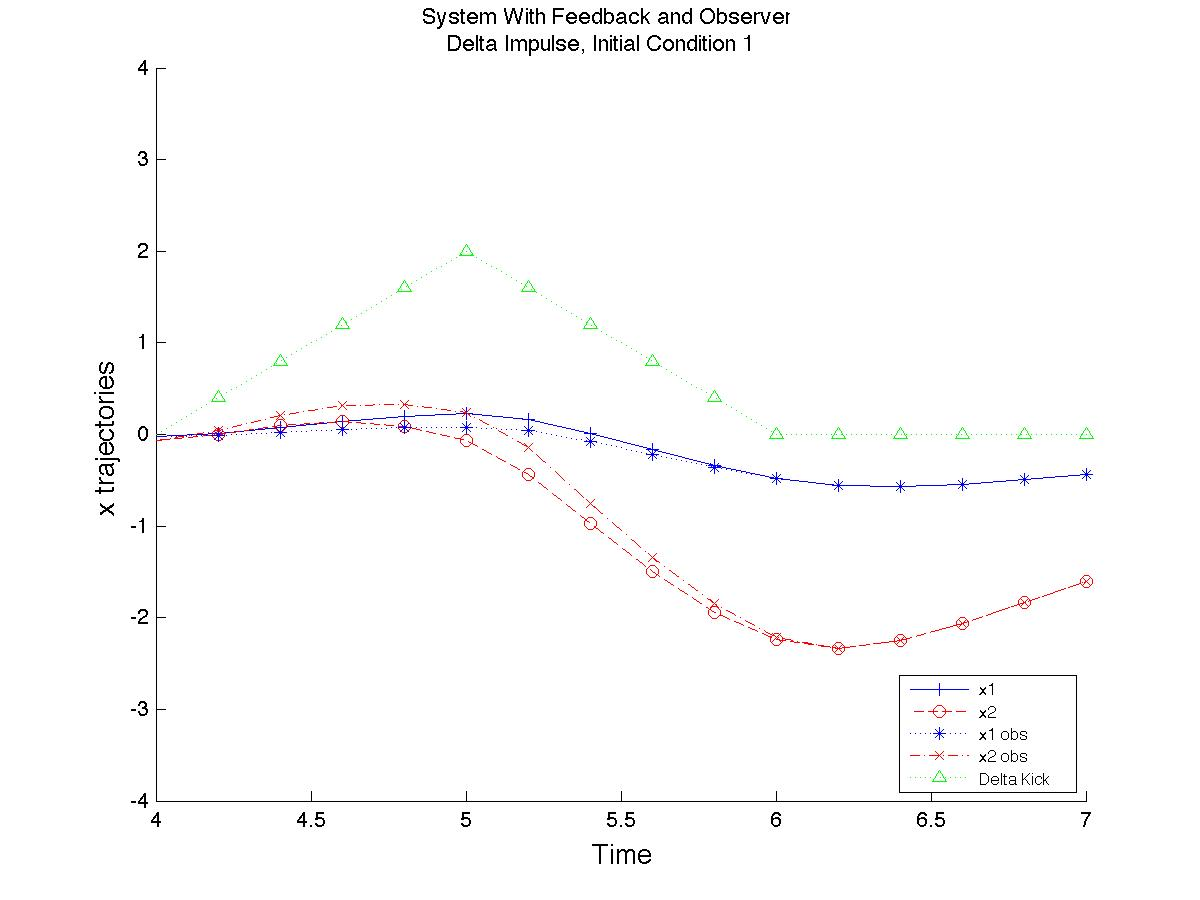 System With Feedback and Observer
Delta Impulse, Initial Condition 1
4
3
2
1
0
-1
-2
-3
-4
x trajectories
4
4.5
5
5.5
6
6.5
7
Time
x1
x2
x1 obs
x2 obs
Delta Kick